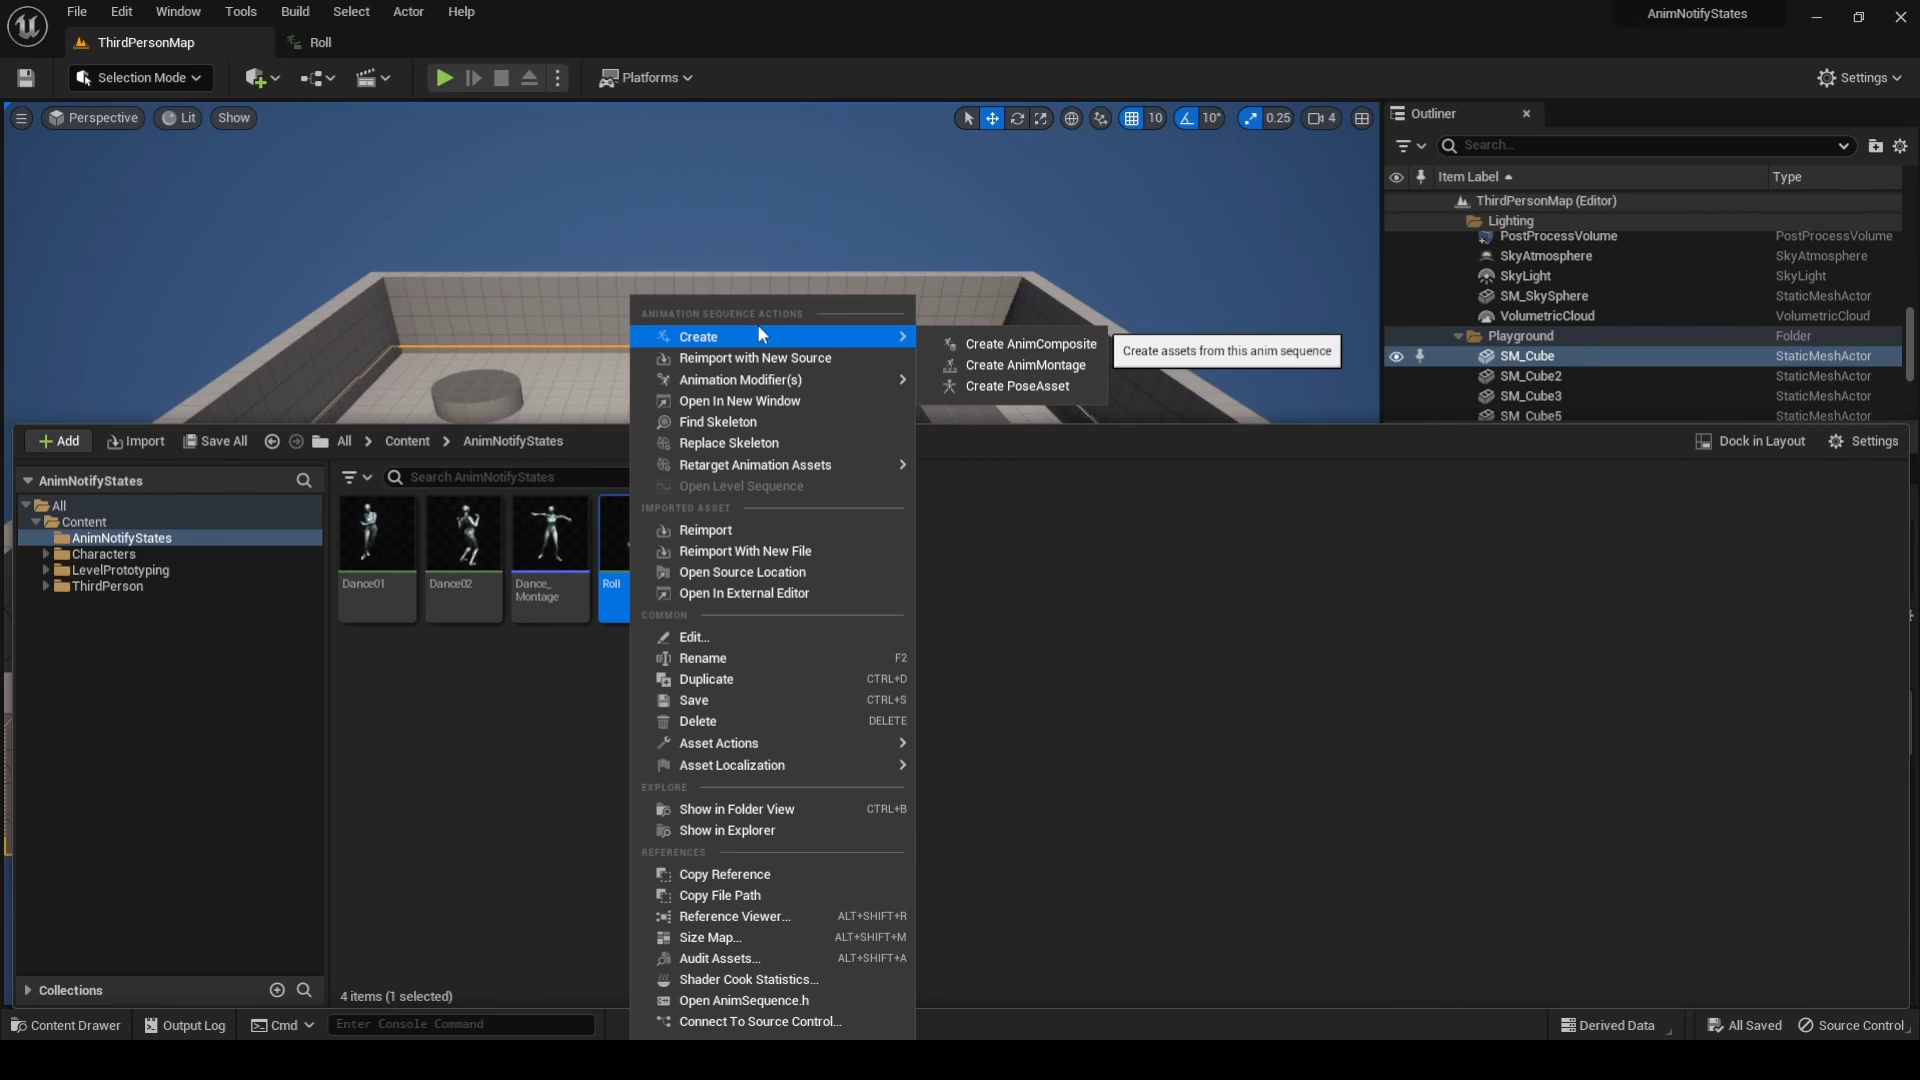 File Edit Window Tools Build Select Actor Help
AnimNotifyStates
ThirdPersonMap
Roll
Selection Mode
Platforms
Settings
Perspective
Lit
Show
10
10°
0.25
4
Outliner
Search...
Item Label
Type
ThirdPersonMap (Editor)
Lighting
PostProcessVolume PostProcessVolume
SkyAtmosphere SkyAtmosphere
SkyLight SkyLight
SM_SkySphere StaticMeshActor
VolumetricCloud VolumetricCloud
Playground Folder
SM_Cube StaticMeshActor
SM_Cube2 StaticMeshActor
SM_Cube3 StaticMeshActor
SM_Cube5 StaticMeshActor
ANIMATION SEQUENCE ACTIONS
Create
Reimport with New Source
Animation Modifier(s)
Open In New Window
Find Skeleton
Replace Skeleton
Retarget Animation Assets
Open Level Sequence
IMPORTED ASSET
Reimport
Reimport With New File
Open Source Location
Open In External Editor
COMMON
Edit...
Rename F2
Duplicate CTRL+D
Save CTRL+S
Delete DELETE
Asset Actions
Asset Localization
EXPLORE
Show in Folder View CTRL+B
Show in Explorer
REFERENCES
Copy Reference
Copy File Path
Reference Viewer... ALT+SHIFT+R
Size Map... ALT+SHIFT+M
Audit Assets... ALT+SHIFT+A
Shader Cook Statistics...
Open AnimSequence.h
Connect To Source Control...
Create AnimComposite
Create AnimMontage
Create PoseAsset
Create assets from this anim sequence
Add
Import
Save All
All
Content
AnimNotifyStates
Dock in Layout
Settings
AnimNotifyStates
All
Content
AnimNotifyStates
Characters
LevelPrototyping
ThirdPerson
Search AnimNotifyStates
Dance01
Dance02
Dance_
Montage
Roll
Collections
4 items (1 selected)
Content Drawer
Output Log
Cmd
Enter Console Command
Derived Data
All Saved
Source Control